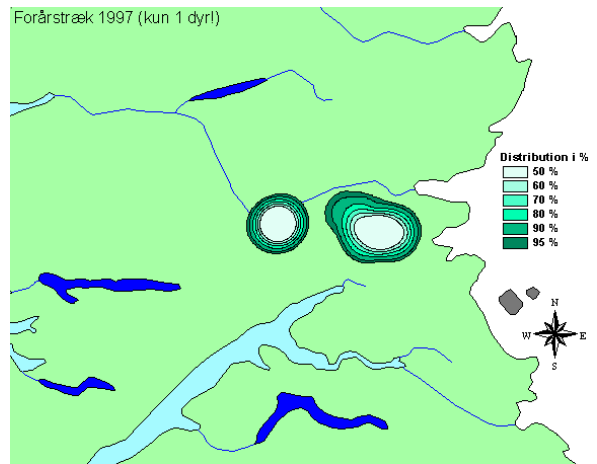 Forårstræk 1997 (kun 1 dyr!)
Distribution i %
50 %
60 %
70 %
80 %
90 %
95 %
N
W E
S